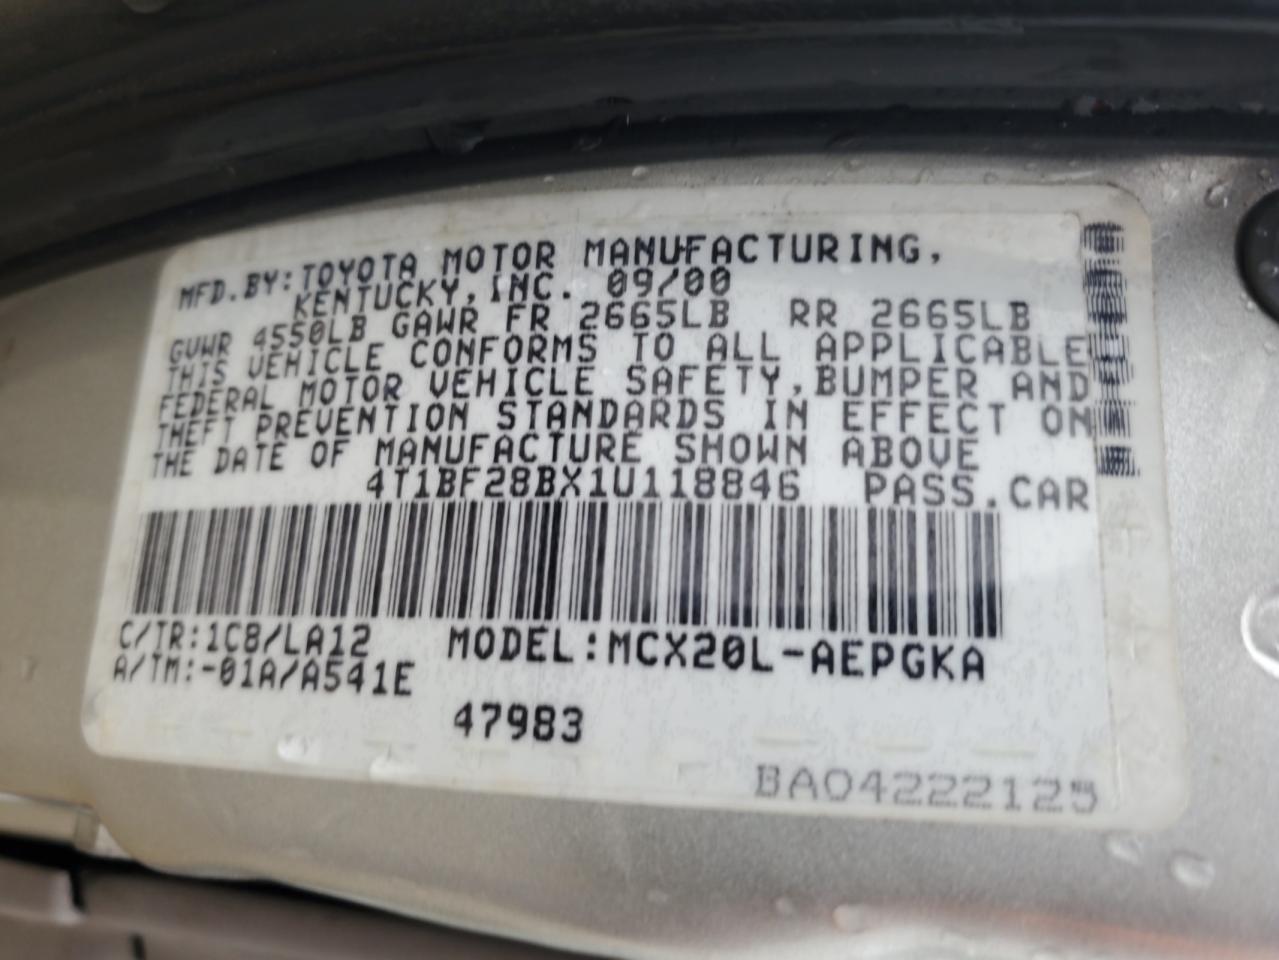 MFD.BY:TOYOTA MOTOR MANUFACTURING,
KENTUCKY,INC. 09/00
GVWR 4550LB GAWR FR 2665LB RR 2665LB
THIS VEHICLE CONFORMS TO ALL APPLICABLE
FEDERAL MOTOR VEHICLE SAFETY,BUMPER AND
THEFT PREVENTION STANDARDS IN EFFECT ON
THE DATE OF MANUFACTURE SHOWN ABOVE
4T1BF28BX1U118846 PASS.CAR
C/TR:1C8/LA12 MODEL:MCX20L-AEPGKA
A/TM:-01A/A541E
47983
BA04222125